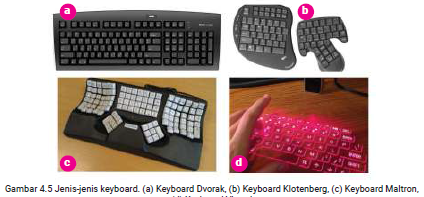 a
b
c
d
Gambar 4.5 Jenis-jenis keyboard. (a) Keyboard Dvorak, (b) Keyboard Klotenberg, (c) Keyboard Maltron,